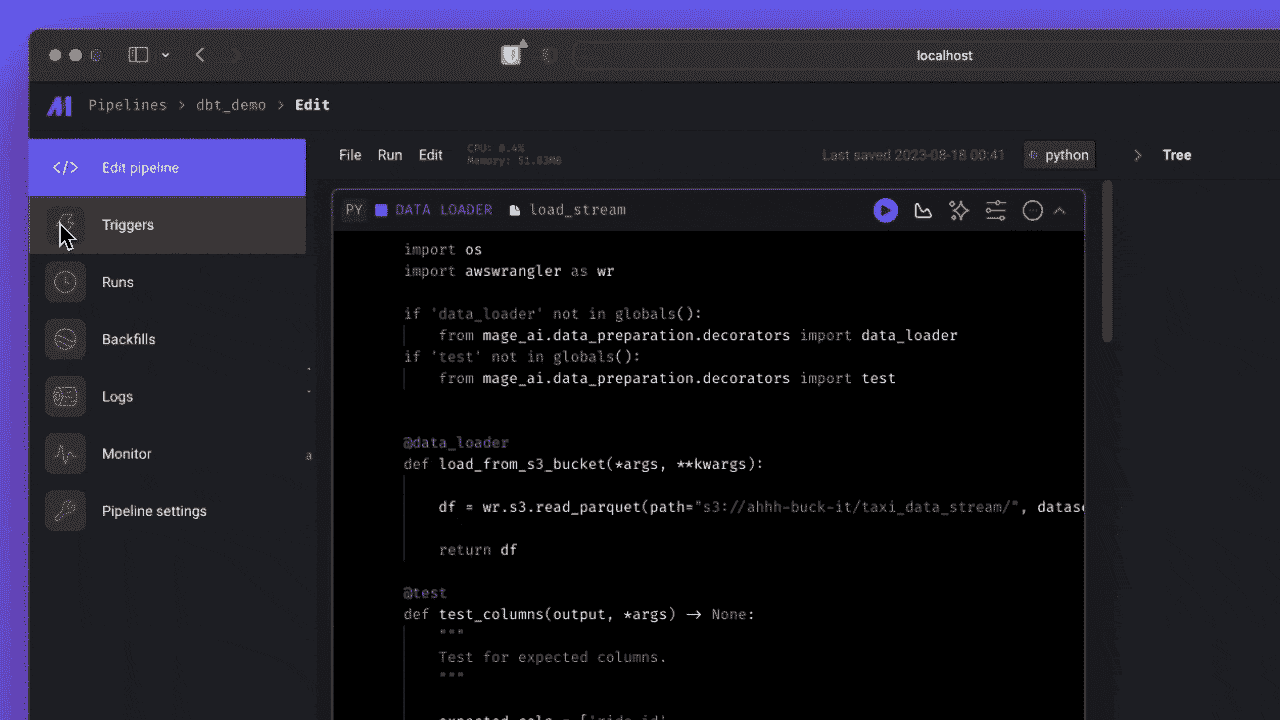 localhost
Pipelines > dbt_demo > Edit
</> Edit pipeline
Triggers
Runs
Backfills
Logs
Monitor
Pipeline settings
File Run Edit
CPU: 0.4%
Memory: 51.03MB
Last saved 2023-08-18 00:41
python
Tree
PY DATA LOADER load_stream
import os
import awswrangler as wr
if 'data_loader' not in globals():
from mage_ai.data_preparation.decorators import data_loader
if 'test' not in globals():
from mage_ai.data_preparation.decorators import test
@data_loader
def load_from_s3_bucket(*args, **kwargs):
df = wr.s3.read_parquet(path="s3://ahhh-buck-it/taxi_data_stream/",
return df
@test
def test_columns(output, *args) → None:
"""
Test for expected columns.
"""